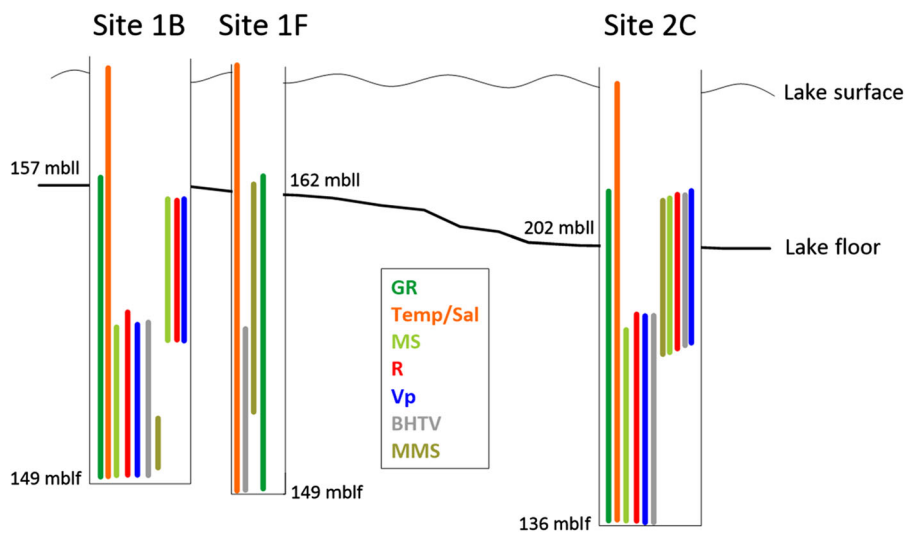 Site 1B
Site 1F
Site 2C
Lake surface
157 mbll
162 mbll
202 mbll
Lake floor
GR
Temp/Sal
MS
R
Vp
BHTV
MMS
149 mblf
149 mblf
136 mblf